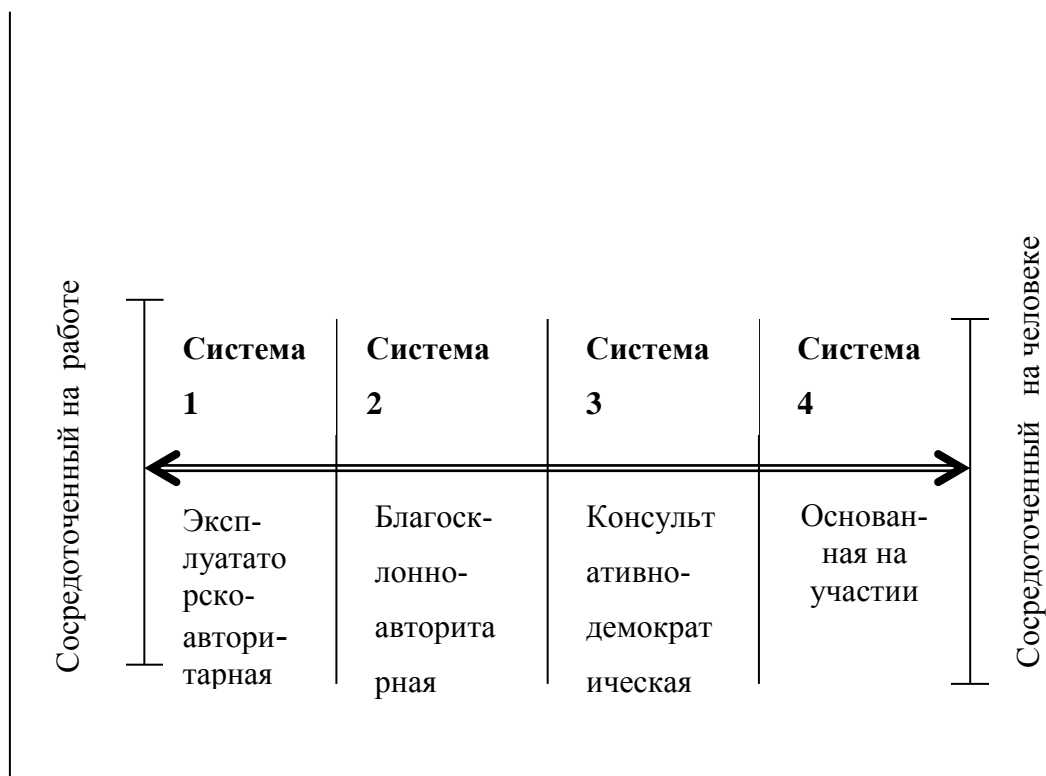 Сосредоточенный на работе
Система
1
Система
2
Система
3
Система
4
Эксп-
луатато
рско-
автори-
тарная
Благоск-
лонно-
авторита
рная
Консульт
ативно-
демократ
ическая
Основан-
ная на
участии
Сосредоточенный на человеке